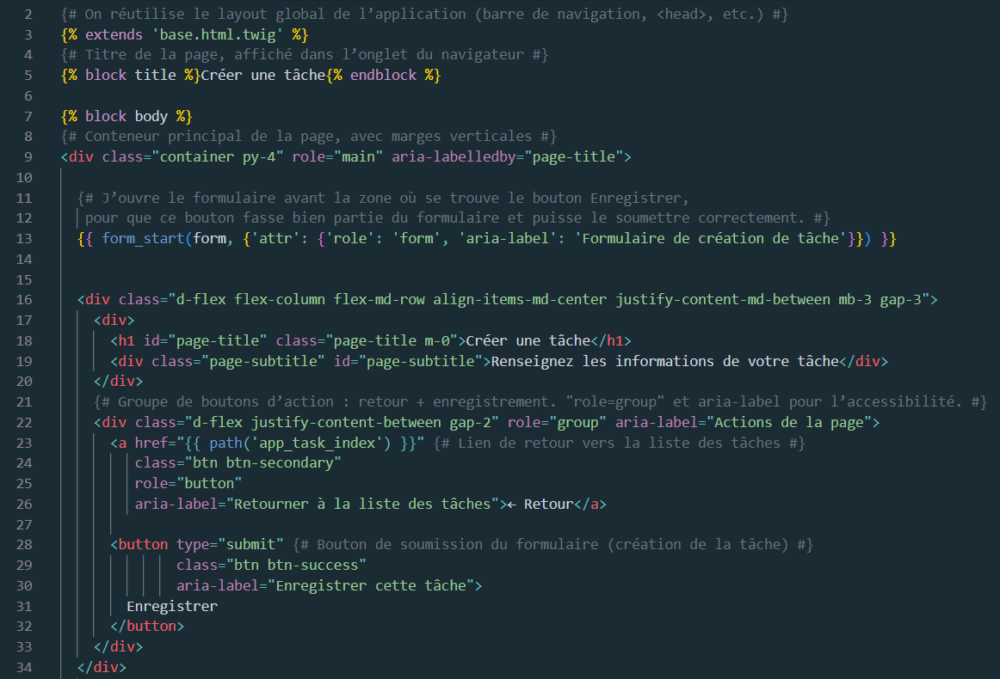 2 {# On réutilise le layout global de l’application (barre de navigation, <head>, etc.) #}
3 {% extends 'base.html.twig' %}
4 {# Titre de la page, affiché dans l’onglet du navigateur #}
5 {% block title %}Créer une tâche{% endblock %}
6
7 {% block body %}
8 {# Conteneur principal de la page, avec marges verticales #}
9 <div class="container py-4" role="main" aria-labelledby="page-title">
10
11 {# J’ouvre le formulaire avant la zone où se trouve le bouton Enregistrer,
12 pour que ce bouton fasse bien partie du formulaire et puisse le soumettre correctement. #}
13 {{ form_start(form, {'attr': {'role': 'form', 'aria-label': 'Formulaire de création de tâche'}}) }}
14
15
16 <div class="d-flex flex-column flex-md-row align-items-md-center justify-content-md-between mb-3 gap-3">
17 <div>
18 <h1 id="page-title" class="page-title m-0">Créer une tâche</h1>
19 <div class="page-subtitle" id="page-subtitle">Renseignez les informations de votre tâche</div>
20 </div>
21 {# Groupe de boutons d’action : retour + enregistrement. "role=group" et aria-label pour l’accessibilité. #}
22 <div class="d-flex justify-content-between gap-2" role="group" aria-label="Actions de la page">
23 <a href="{{ path('app_task_index') }}" {# Lien de retour vers la liste des tâches #}
24 class="btn btn-secondary"
25 role="button"
26 aria-label="Retourner à la liste des tâches">← Retour</a>
27
28 <button type="submit" {# Bouton de soumission du formulaire (création de la tâche) #}
29 class="btn btn-success"
30 aria-label="Enregistrer cette tâche">
31 Enregistrer
32 </button>
33 </div>
34 </div>